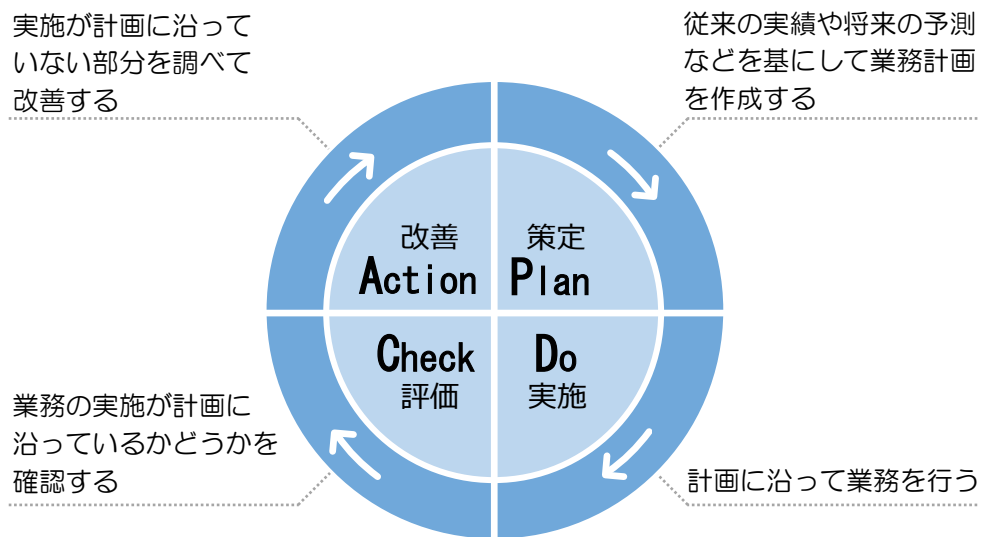 実施が計画に沿って
いない部分を調べて
改善する
従来の実績や将来の予測
などを基にして業務計画
を作成する
改善
Action
策定
Plan
Check
評価
Do
実施
業務の実施が計画に
沿っているかどうかを
確認する
計画に沿って業務を行う